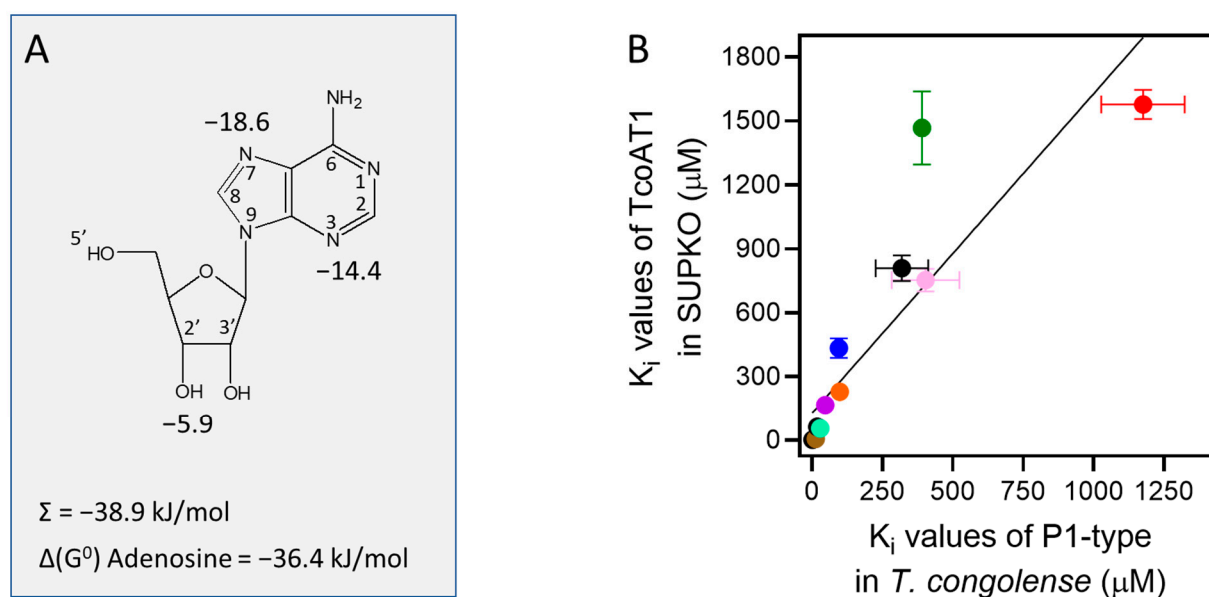 A
NH₂
−18.6
N
7
6
N
1
8
2
9
N
3
N
−14.4
5’
HO
O
2’
3’
OH
OH
−5.9
Σ = −38.9 kJ/mol
Δ(G⁰) Adenosine = −36.4 kJ/mol
B
Kᵢ values of TcoAT1
in SUPKO (μM)
1800
1500
1200
900
600
300
0
0
250
500
750
1000
1250
Kᵢ values of P1-type
in T. congolense (μM)